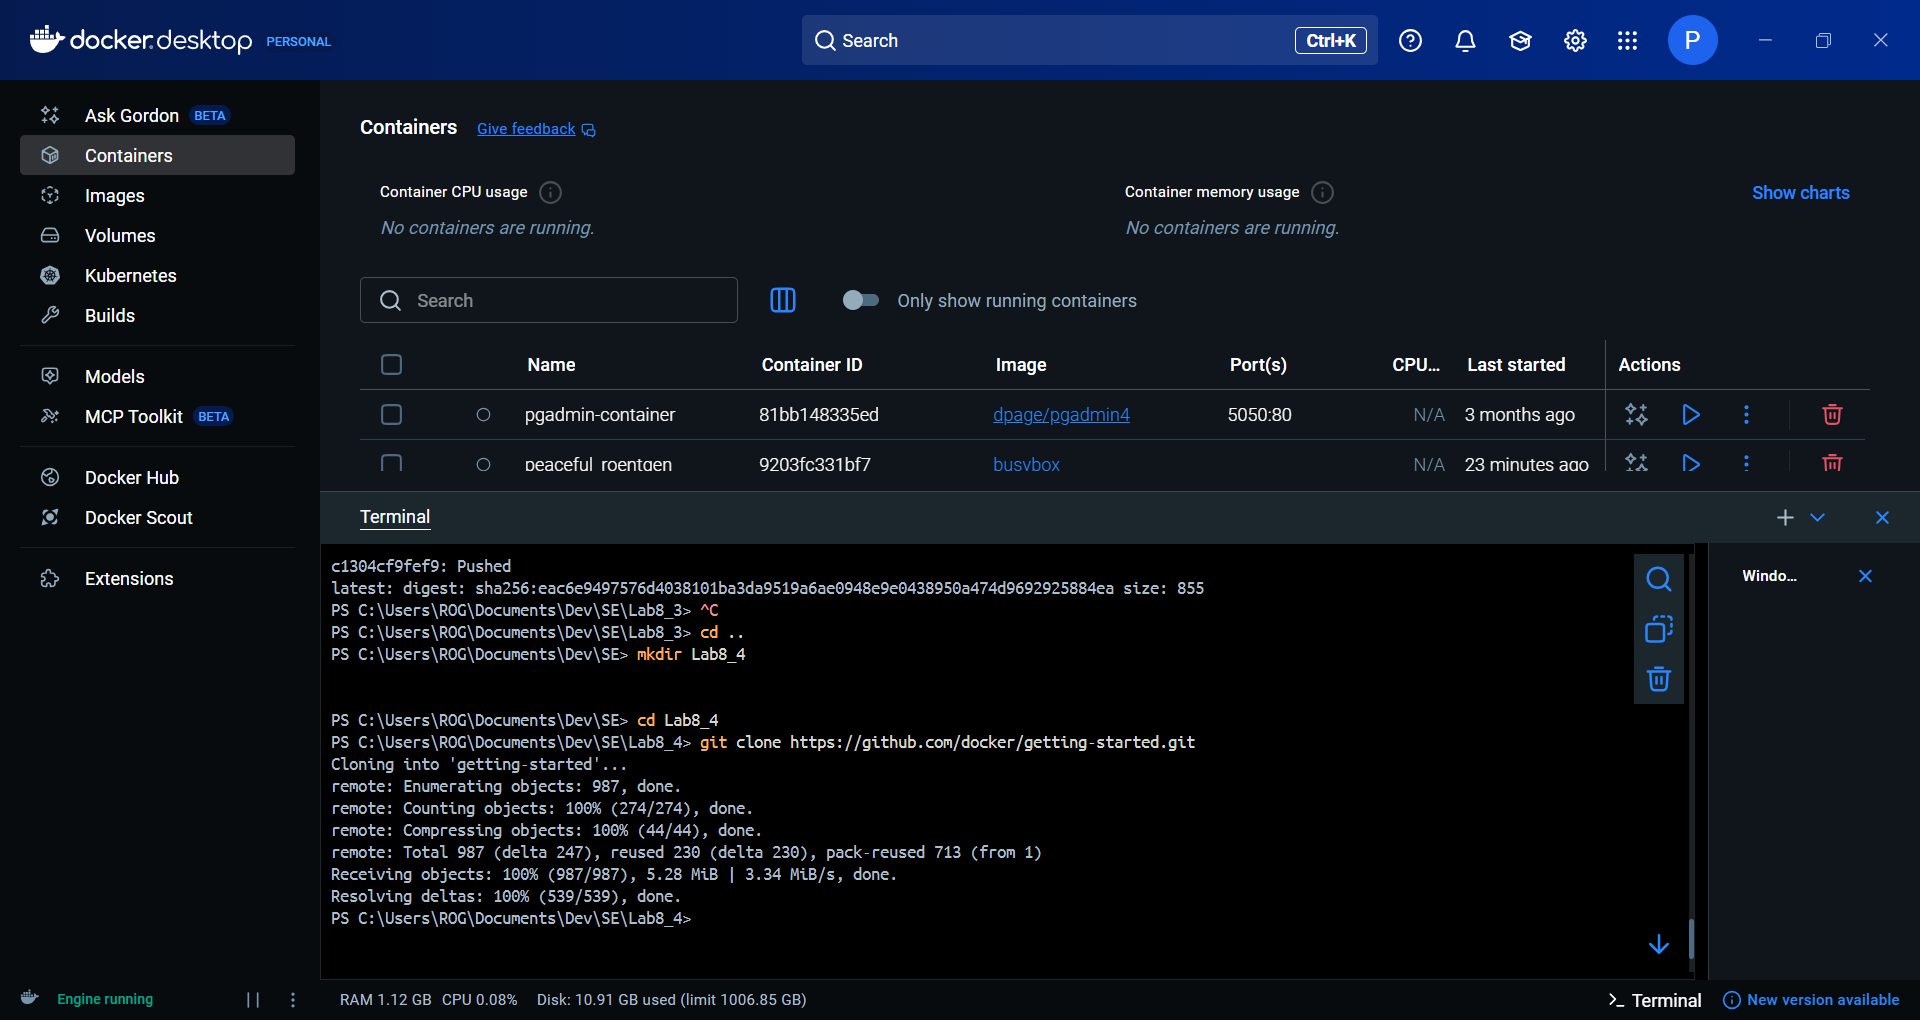 docker.desktop PERSONAL
Search Ctrl+K
P
Ask Gordon BETA
Containers
Images
Volumes
Kubernetes
Builds
Models
MCP Toolkit BETA
Docker Hub
Docker Scout
Extensions
Containers Give feedback
Container CPU usage
No containers are running.
Container memory usage
No containers are running.
Show charts
Search
Only show running containers
Name Container ID Image Port(s) CPU... Last started Actions
pgadmin-container 81bb148335ed dpage/pgadmin4 5050:80 N/A 3 months ago
peaceful_roentgen 9203fc331bf7 busybox N/A 23 minutes ago
Terminal
c1304cf9fef9: Pushed
latest: digest: sha256:eac6e9497576d4038101ba3da9519a6ae0948e9e0438950a474d9692925884ea size: 855
PS C:\Users\ROG\Documents\Dev\SE\Lab8_3> ^C
PS C:\Users\ROG\Documents\Dev\SE\Lab8_3> cd ..
PS C:\Users\ROG\Documents\Dev\SE> mkdir Lab8_4
PS C:\Users\ROG\Documents\Dev\SE> cd Lab8_4
PS C:\Users\ROG\Documents\Dev\SE\Lab8_4> git clone https://github.com/docker/getting-started.git
Cloning into 'getting-started'...
remote: Enumerating objects: 987, done.
remote: Counting objects: 100% (274/274), done.
remote: Compressing objects: 100% (44/44), done.
remote: Total 987 (delta 247), reused 230 (delta 230), pack-reused 713 (from 1)
Receiving objects: 100% (987/987), 5.28 MiB | 3.34 MiB/s, done.
Resolving deltas: 100% (539/539), done.
PS C:\Users\ROG\Documents\Dev\SE\Lab8_4>
Windo...
Engine running
RAM 1.12 GB CPU 0.08% Disk: 10.91 GB used (limit 1006.85 GB)
Terminal
New version available